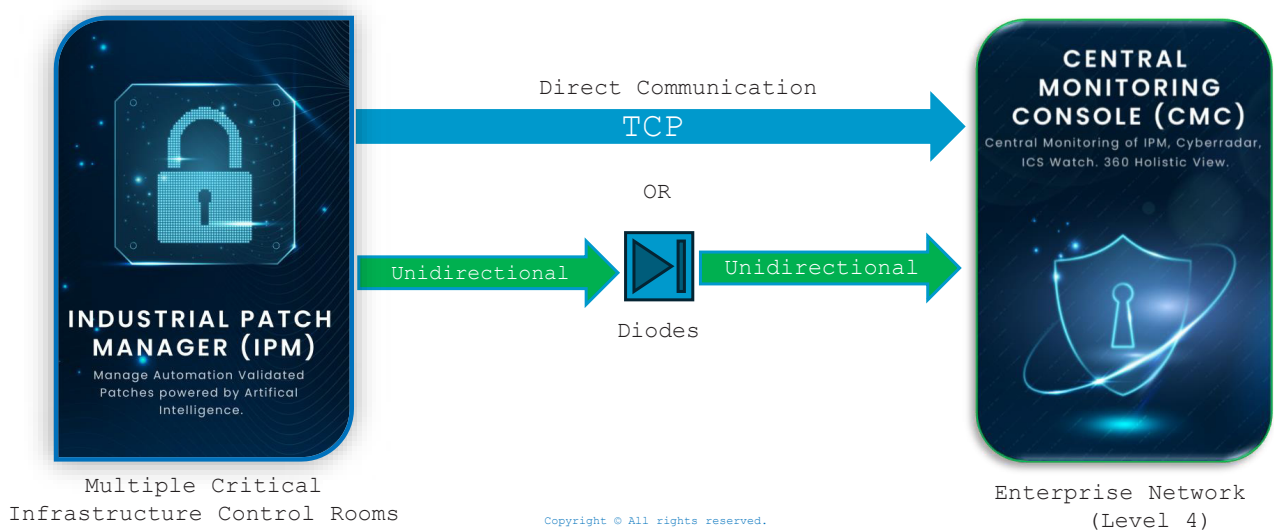 INDUSTRIAL PATCH
MANAGER (IPM)
Manage Automation Validated
Patches powered by Artifical
Intelligence.
Multiple Critical
Infrastructure Control Rooms
Direct Communication
TCP
OR
Unidirectional
Unidirectional
Diodes
CENTRAL
MONITORING
CONSOLE (CMC)
Central Monitoring of IPM, Cyberradar,
ICS Watch. 360 Holistic View.
Enterprise Network
(Level 4)
Copyright © All rights reserved.